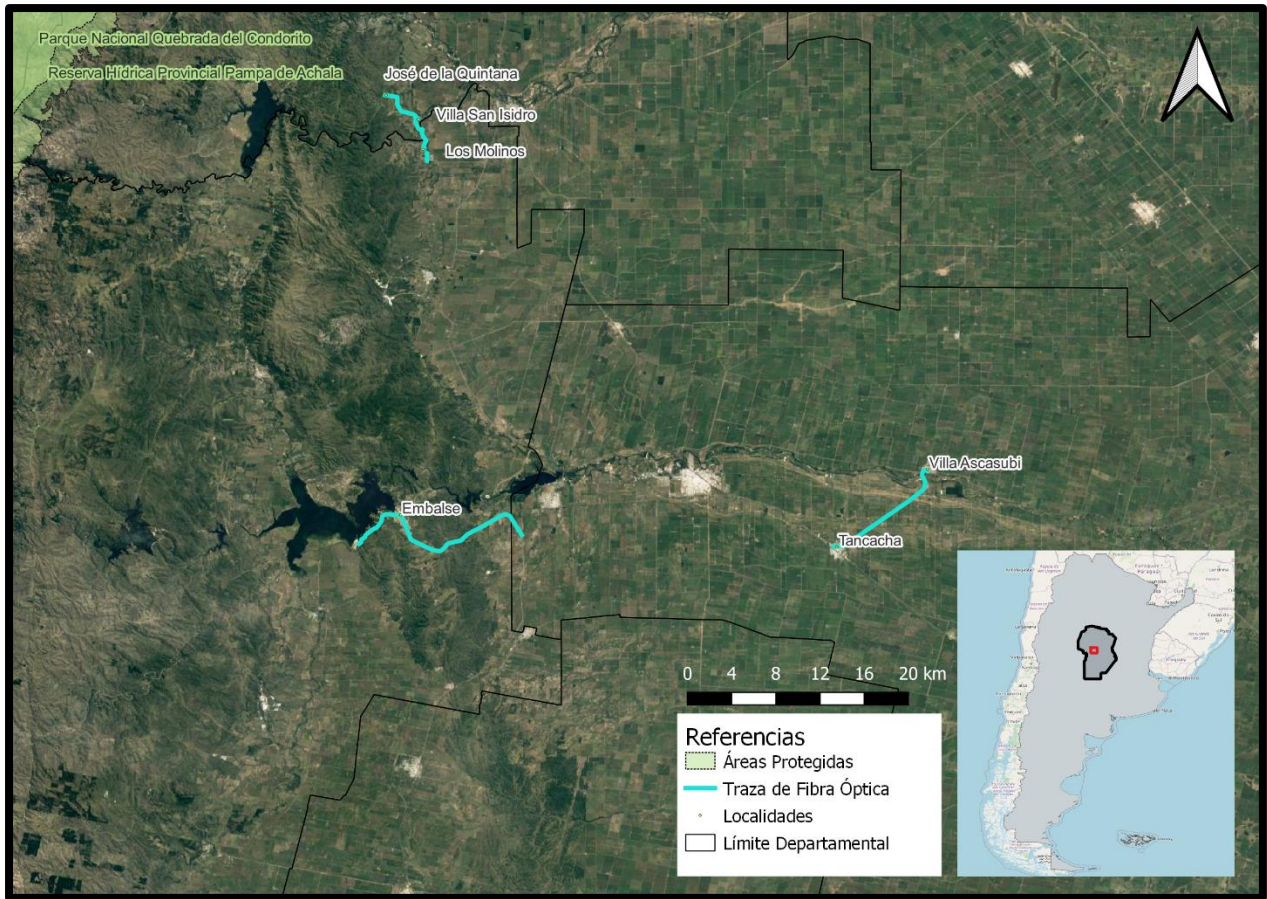 Parque Nacional Quebrada del Condorito
Reserva Hídrica Provincial Pampa de Achala
José de la Quintana
Villa San Isidro
Los Molinos
Villa Ascasubi
Embalse
Tancacha
0 4 8 12 16 20 km
Referencias
Áreas Protegidas
Traza de Fibra Óptica
Localidades
Límite Departamental